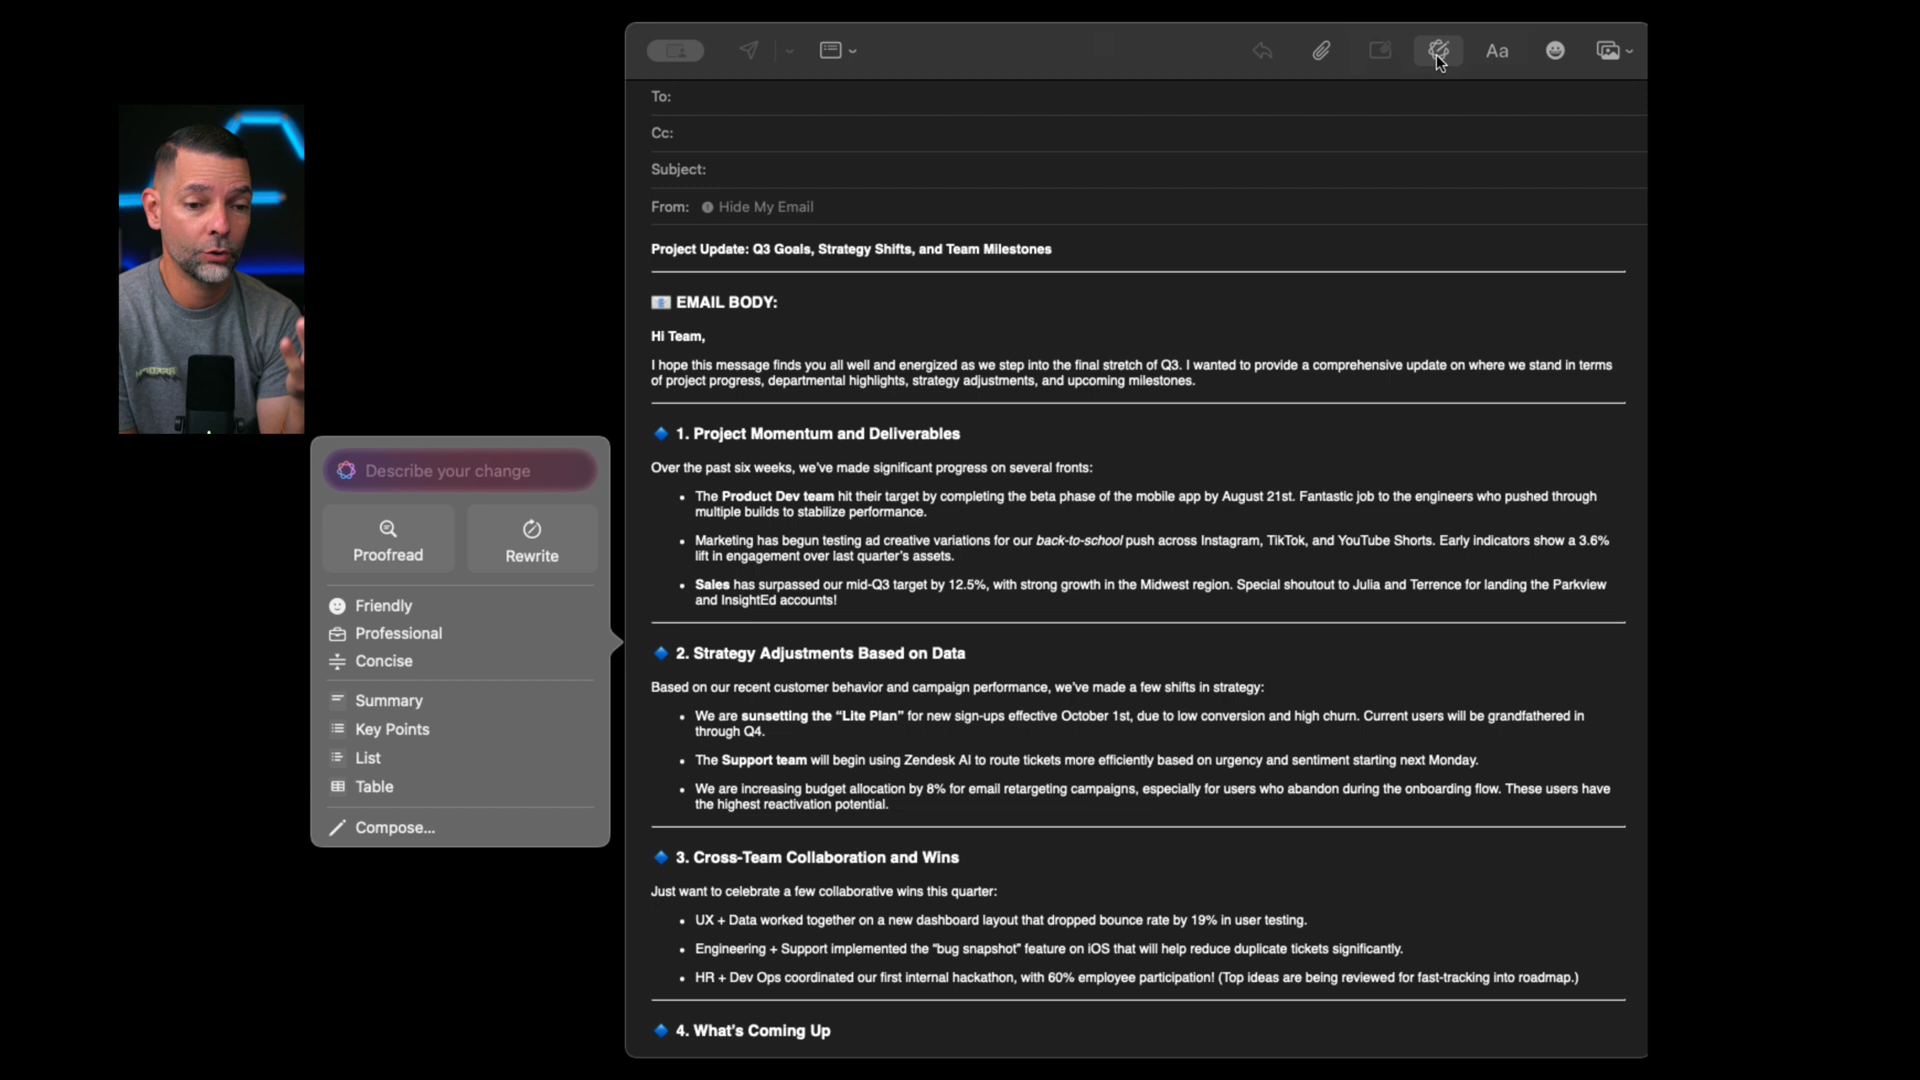 Aa
To:
Cc:
Subject:
From: Hide My Email
Project Update: Q3 Goals, Strategy Shifts, and Team Milestones
📧 EMAIL BODY:
Hi Team,
I hope this message finds you all well and energized as we step into the final stretch of Q3. I wanted to provide a comprehensive update on where we stand in terms
of project progress, departmental highlights, strategy adjustments, and upcoming milestones.
🔹 1. Project Momentum and Deliverables
Over the past six weeks, we’ve made significant progress on several fronts:
• The Product Dev team hit their target by completing the beta phase of the mobile app by August 21st. Fantastic job to the engineers who pushed through
multiple builds to stabilize performance.
• Marketing has begun testing ad creative variations for our back-to-school push across Instagram, TikTok, and YouTube Shorts. Early indicators show a 3.6%
lift in engagement over last quarter’s assets.
• Sales has surpassed our mid-Q3 target by 12.5%, with strong growth in the Midwest region. Special shoutout to Julia and Terrence for landing the Parkview
and InsightEd accounts!
🔹 2. Strategy Adjustments Based on Data
Based on our recent customer behavior and campaign performance, we’ve made a few shifts in strategy:
• We are sunsetting the “Lite Plan” for new sign-ups effective October 1st, due to low conversion and high churn. Current users will be grandfathered in
through Q4.
• The Support team will begin using Zendesk AI to route tickets more efficiently based on urgency and sentiment starting next Monday.
• We are increasing budget allocation by 8% for email retargeting campaigns, especially for users who abandon during the onboarding flow. These users have
the highest reactivation potential.
🔹 3. Cross-Team Collaboration and Wins
Just want to celebrate a few collaborative wins this quarter:
• UX + Data worked together on a new dashboard layout that dropped bounce rate by 19% in user testing.
• Engineering + Support implemented the “bug snapshot” feature on iOS that will help reduce duplicate tickets significantly.
• HR + Dev Ops coordinated our first internal hackathon, with 60% employee participation! (Top ideas are being reviewed for fast-tracking into roadmap.)
🔹 4. What’s Coming Up
Describe your change
Proofread
Rewrite
Friendly
Professional
Concise
Summary
Key Points
List
Table
Compose...